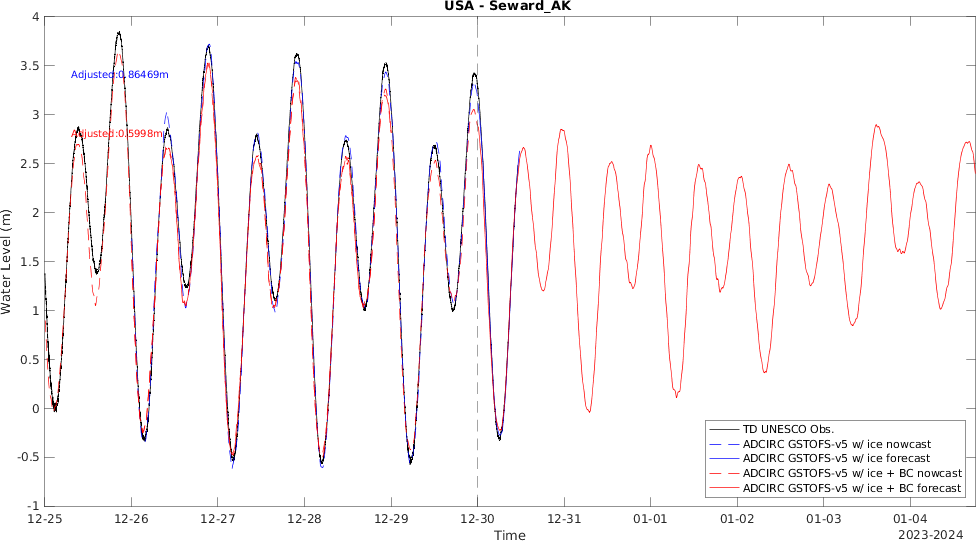 USA - Seward_AK
4
3.5
3
2.5
2
1.5
1
0.5
0
-0.5
-1
Water Level (m)
Adjusted:0.86469m
Adjusted:0.5998m
TD UNESCO Obs.
ADCIRC GSTOFS-v5 w/ ice nowcast
ADCIRC GSTOFS-v5 w/ ice forecast
ADCIRC GSTOFS-v5 w/ ice + BC nowcast
ADCIRC GSTOFS-v5 w/ ice + BC forecast
12-25 12-26 12-27 12-28 12-29 12-30 12-31 01-01 01-02 01-03 01-04
Time
2023-2024